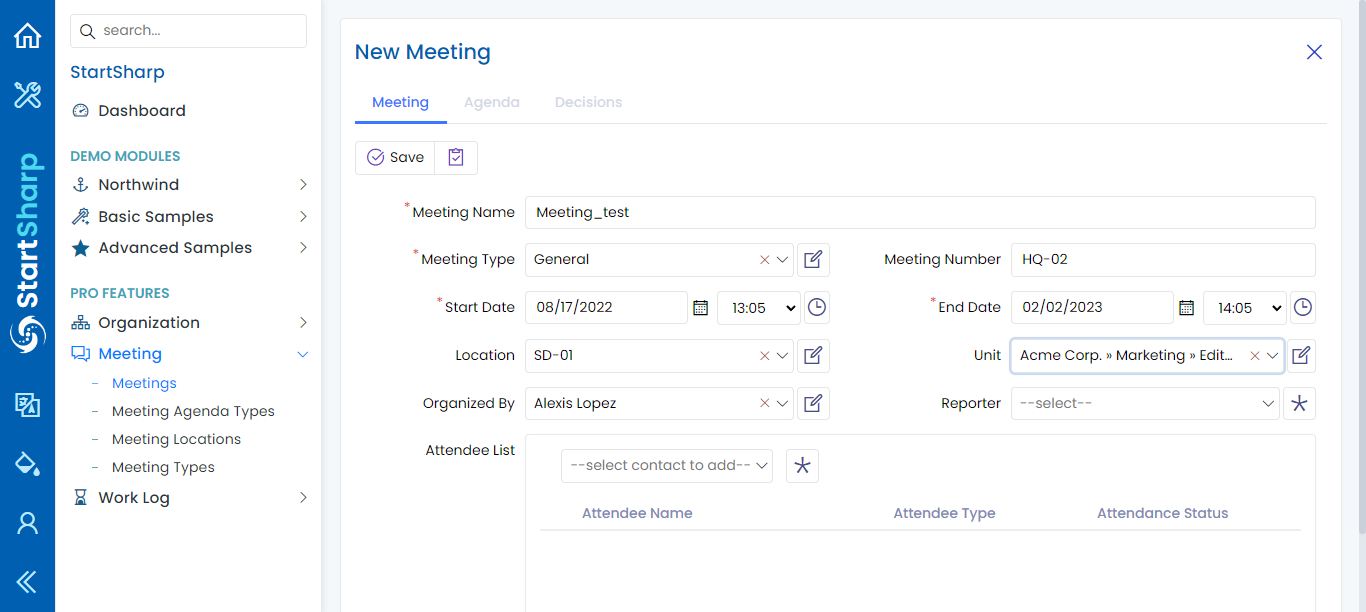 search...
StartSharp
Dashboard
DEMO MODULES
Northwind
Basic Samples
Advanced Samples
PRO FEATURES
Organization
Meeting
Meetings
Meeting Agenda Types
Meeting Locations
Meeting Types
Work Log
StartSharp
New Meeting
Meeting Agenda Decisions
Save
*Meeting Name Meeting_test
*Meeting Type General Meeting Number HQ-02
*Start Date 08/17/2022 13:05 *End Date 02/02/2023 14:05
Location SD-01 Unit Acme Corp. » Marketing » Edit...
Organized By Alexis Lopez Reporter --select--
Attendee List --select contact to add--
Attendee Name Attendee Type Attendance Status